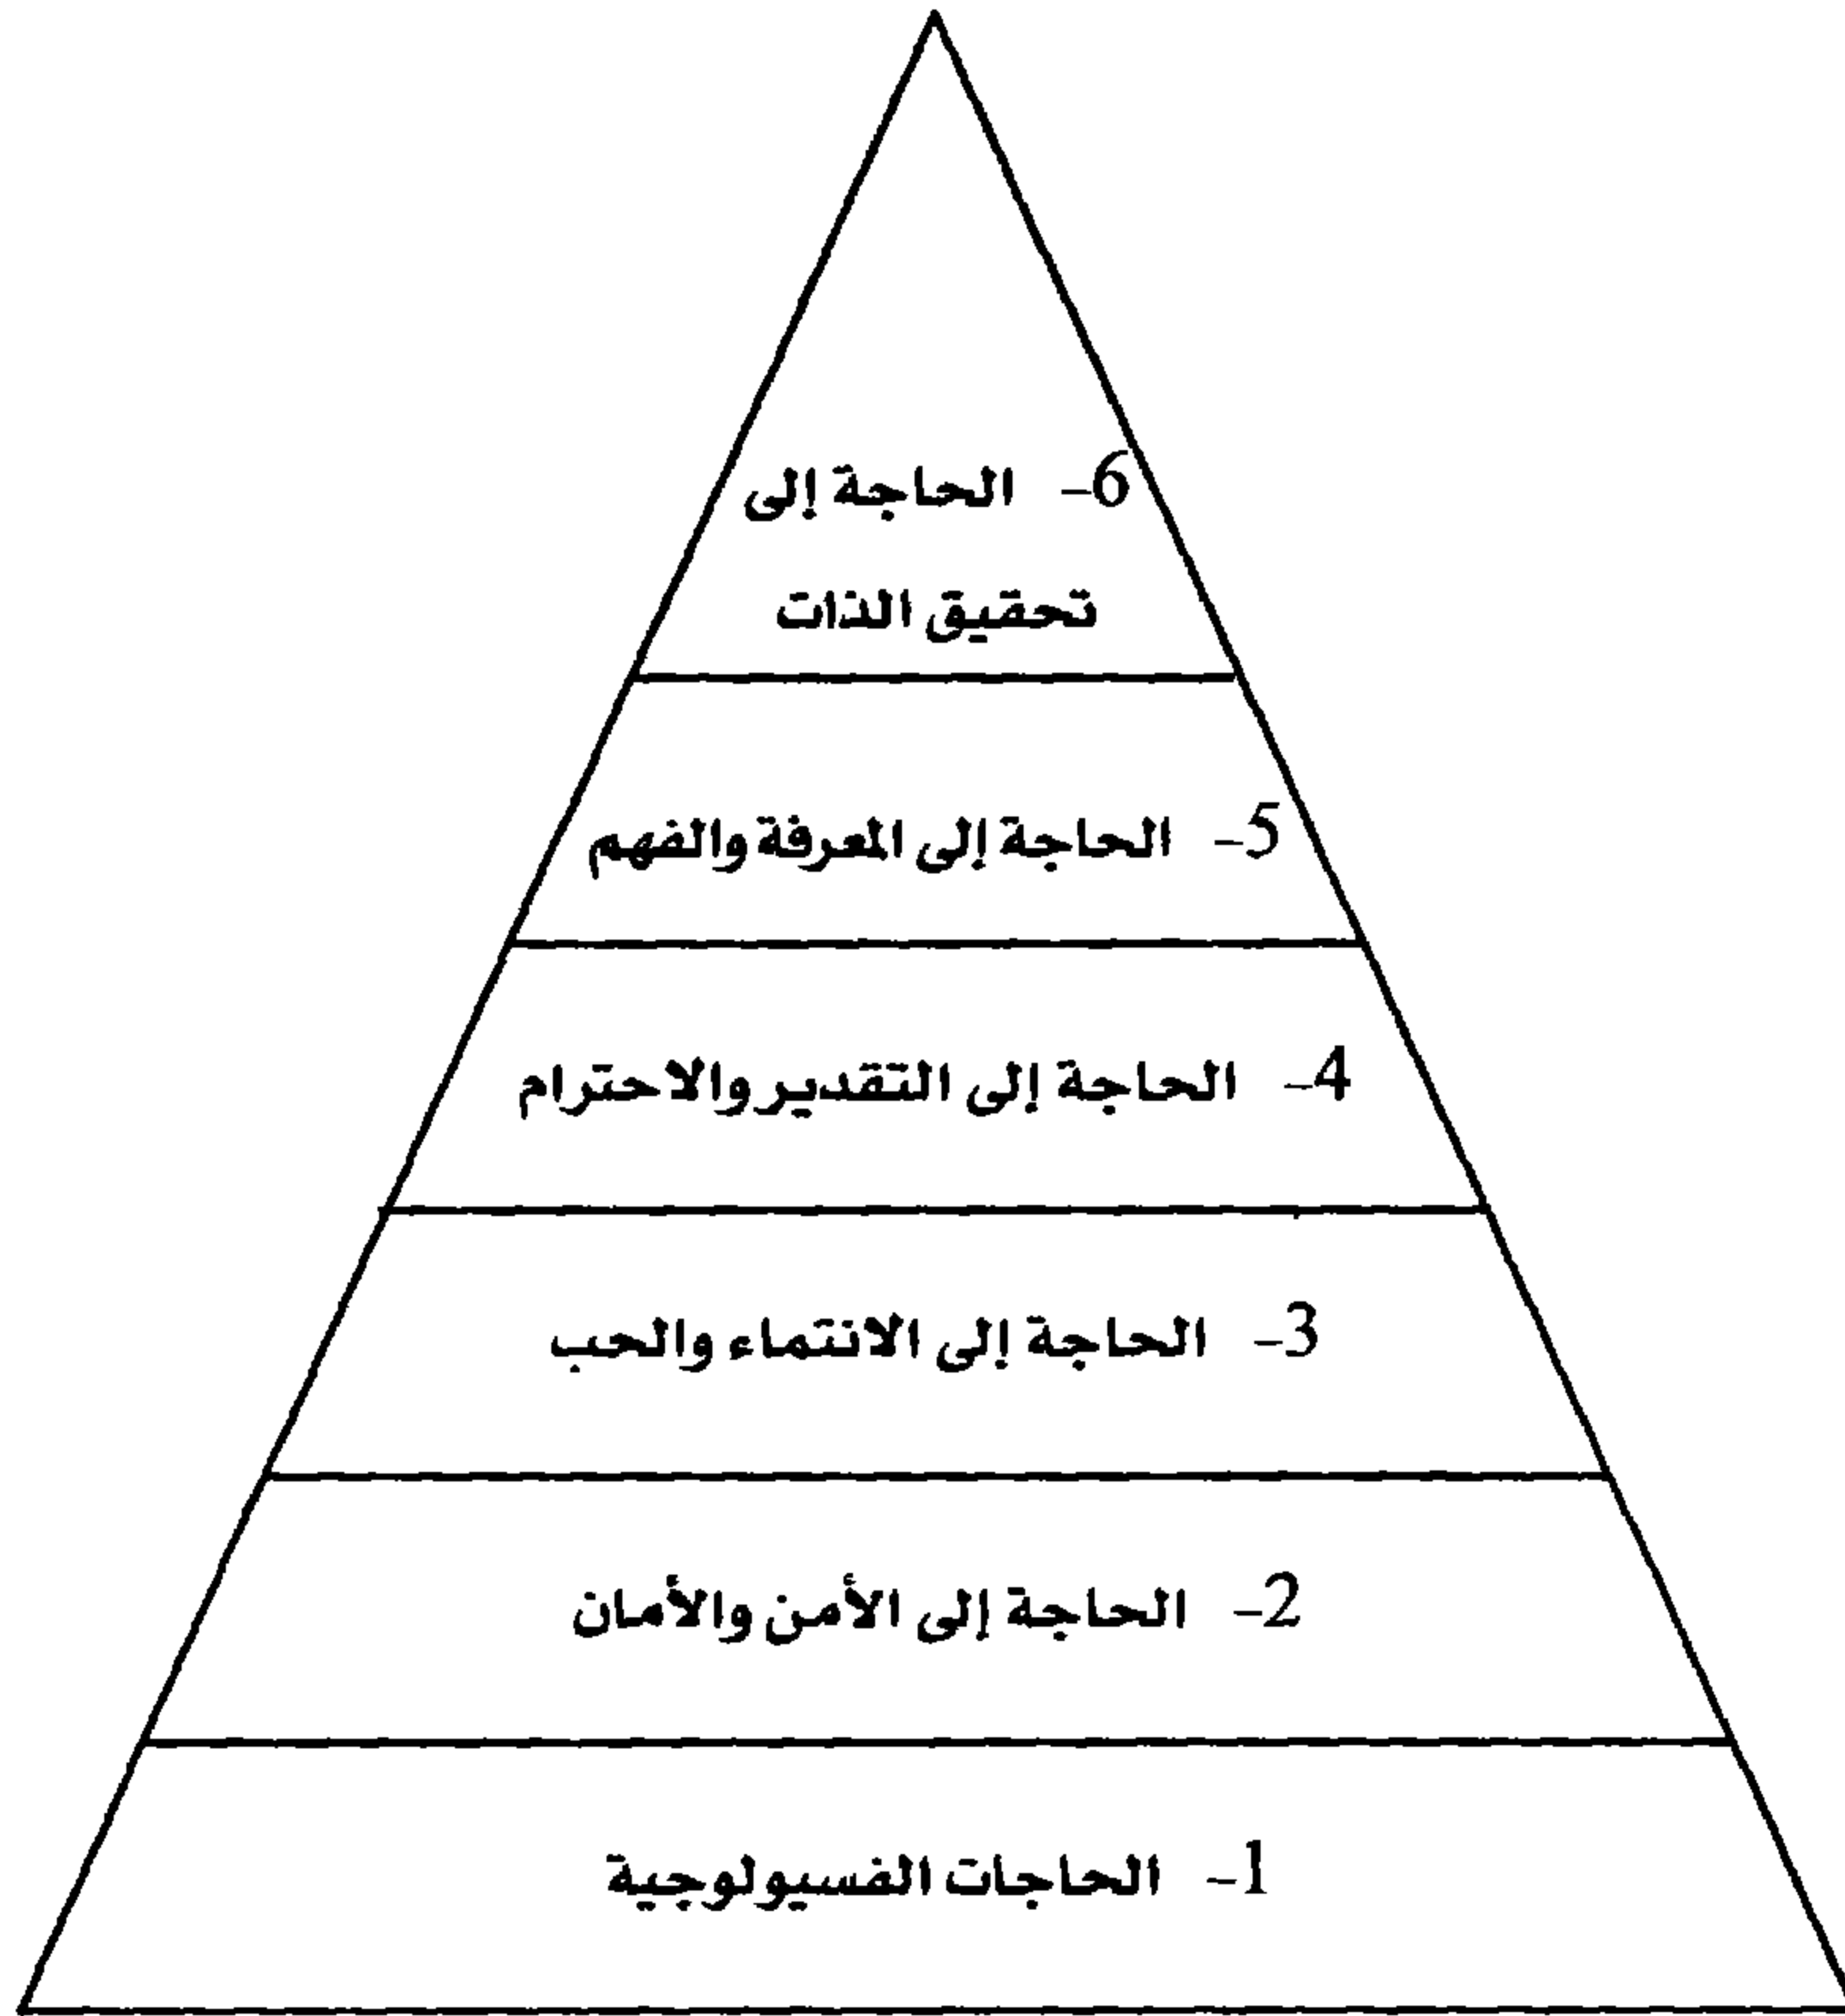 6- الحاجة إلى
تحقيق الذات
5- الحاجة إلى المعرفة والفهم
4- الحاجة إلى التقدير والاحترام
3- الحاجة إلى الانتماء والحب
2- الحاجة إلى الأمن والأمان
1- الحاجات الفسيولوجية